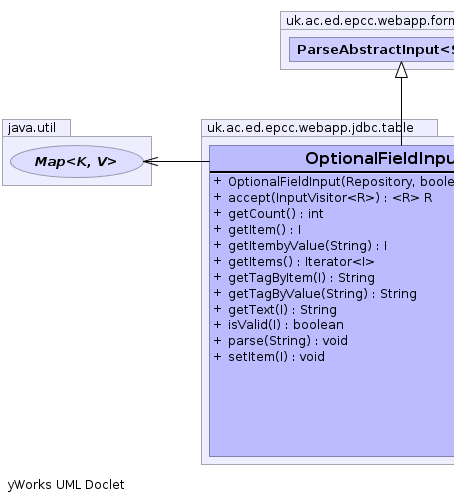 uk.ac.ed.epcc.webapp.form
ParseAbstractInput<S
java.util
Map<K, V>
uk.ac.ed.epcc.webapp.jdbc.table
OptionalFieldInpu
+ OptionalFieldInput(Repository, boole
+ accept(InputVisitor<R>) : <R> R
+ getCount() : int
+ getItem() : I
+ getItembyValue(String) : I
+ getItems() : Iterator<I>
+ getTagByItem(I) : String
+ getTagByValue(String) : String
+ getText(I) : String
+ isValid(I) : boolean
+ parse(String) : void
+ setItem(I) : void
yWorks UML Doclet